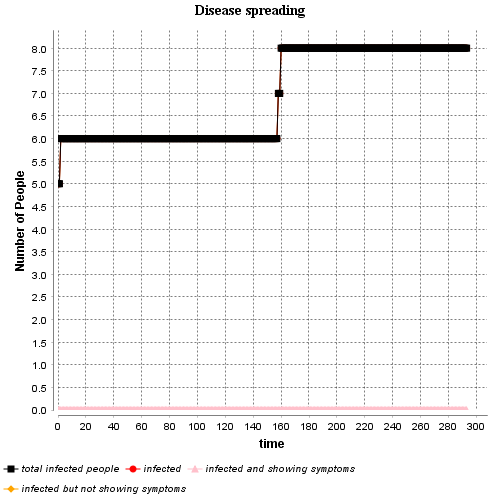 Disease spreading
8.0
7.5
7.0
6.5
6.0
5.5
5.0
4.5
4.0
3.5
3.0
2.5
2.0
1.5
1.0
0.5
0.0
Number of People
0 20 40 60 80 100 120 140 160 180 200 220 240 260 280 300
time
total infected people infected infected and showing symptoms
infected but not showing symptoms